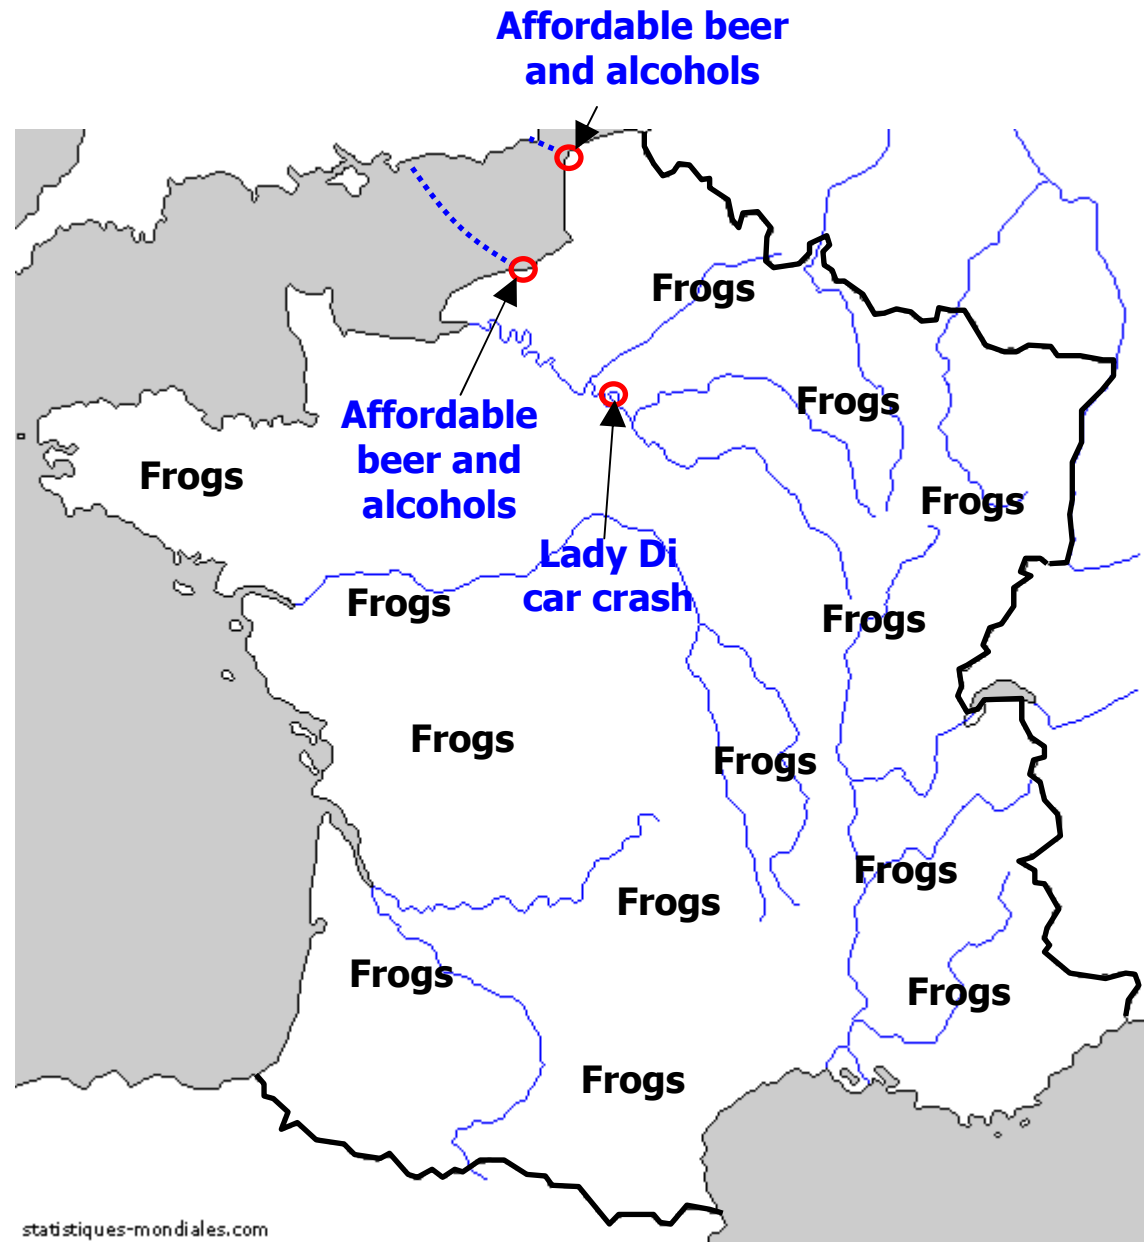 Affordable beer
and alcohols
Frogs
Frogs
Affordable
beer and
alcohols
Frogs
Frogs
Lady Di
car crash
Frogs
Frogs
Frogs
Frogs
Frogs
Frogs
Frogs
Frogs
Frogs
statistiques-mondiales.com